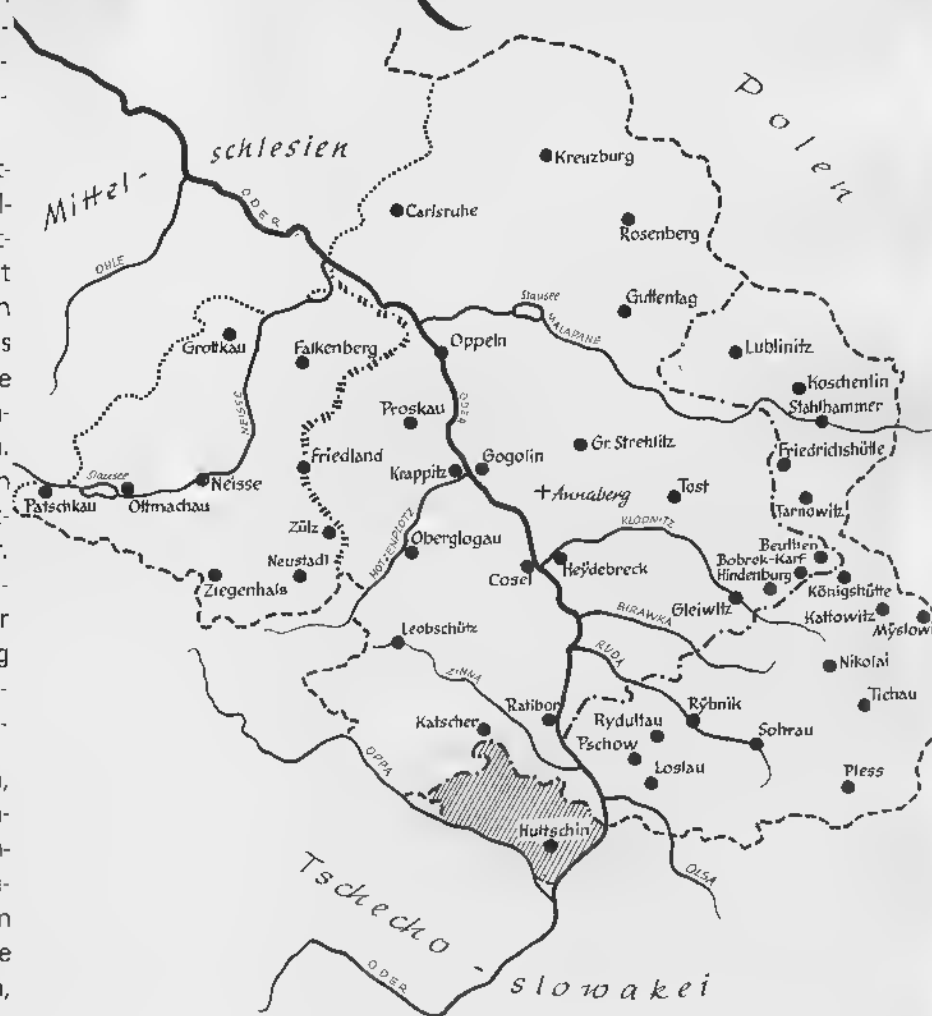 Polen
Mittel-
schlesien
ODER
OHLE
Kreuzburg
Carlsruhe
Rosenberg
Guttentag
Stausee
MALAPANE
Lublinitz
Koschentin
Stahlhammer
Grottkau
Falkenberg
Oppeln
NEISSE
ODER
Proskau
Gr. Strehlitz
Friedrichshütte
Friedland
Krappitz
Gogolin
Annaberg
Tost
Tarnowitz
Stausee
Patschkau
Ottmachau
Neisse
Zülz
HOTZENPLOTZ
Oberglogau
KLODNITZ
Beuthen
Bobrek-Karf
Hindenburg
Cosel
Heydebreck
Neustadt
Ziegenhals
Gleiwitz
Königshütte
Kattowitz
Myslow
BIRAWKA
Leobschütz
RUDA
Nikolai
ZINNA
Tichau
Ratibor
Rybnik
Katscher
Rydultau
Sohrau
Pschow
Loslau
Pless
OPPA
Hultschin
OLSA
Tschecho-
slowakei
ODER